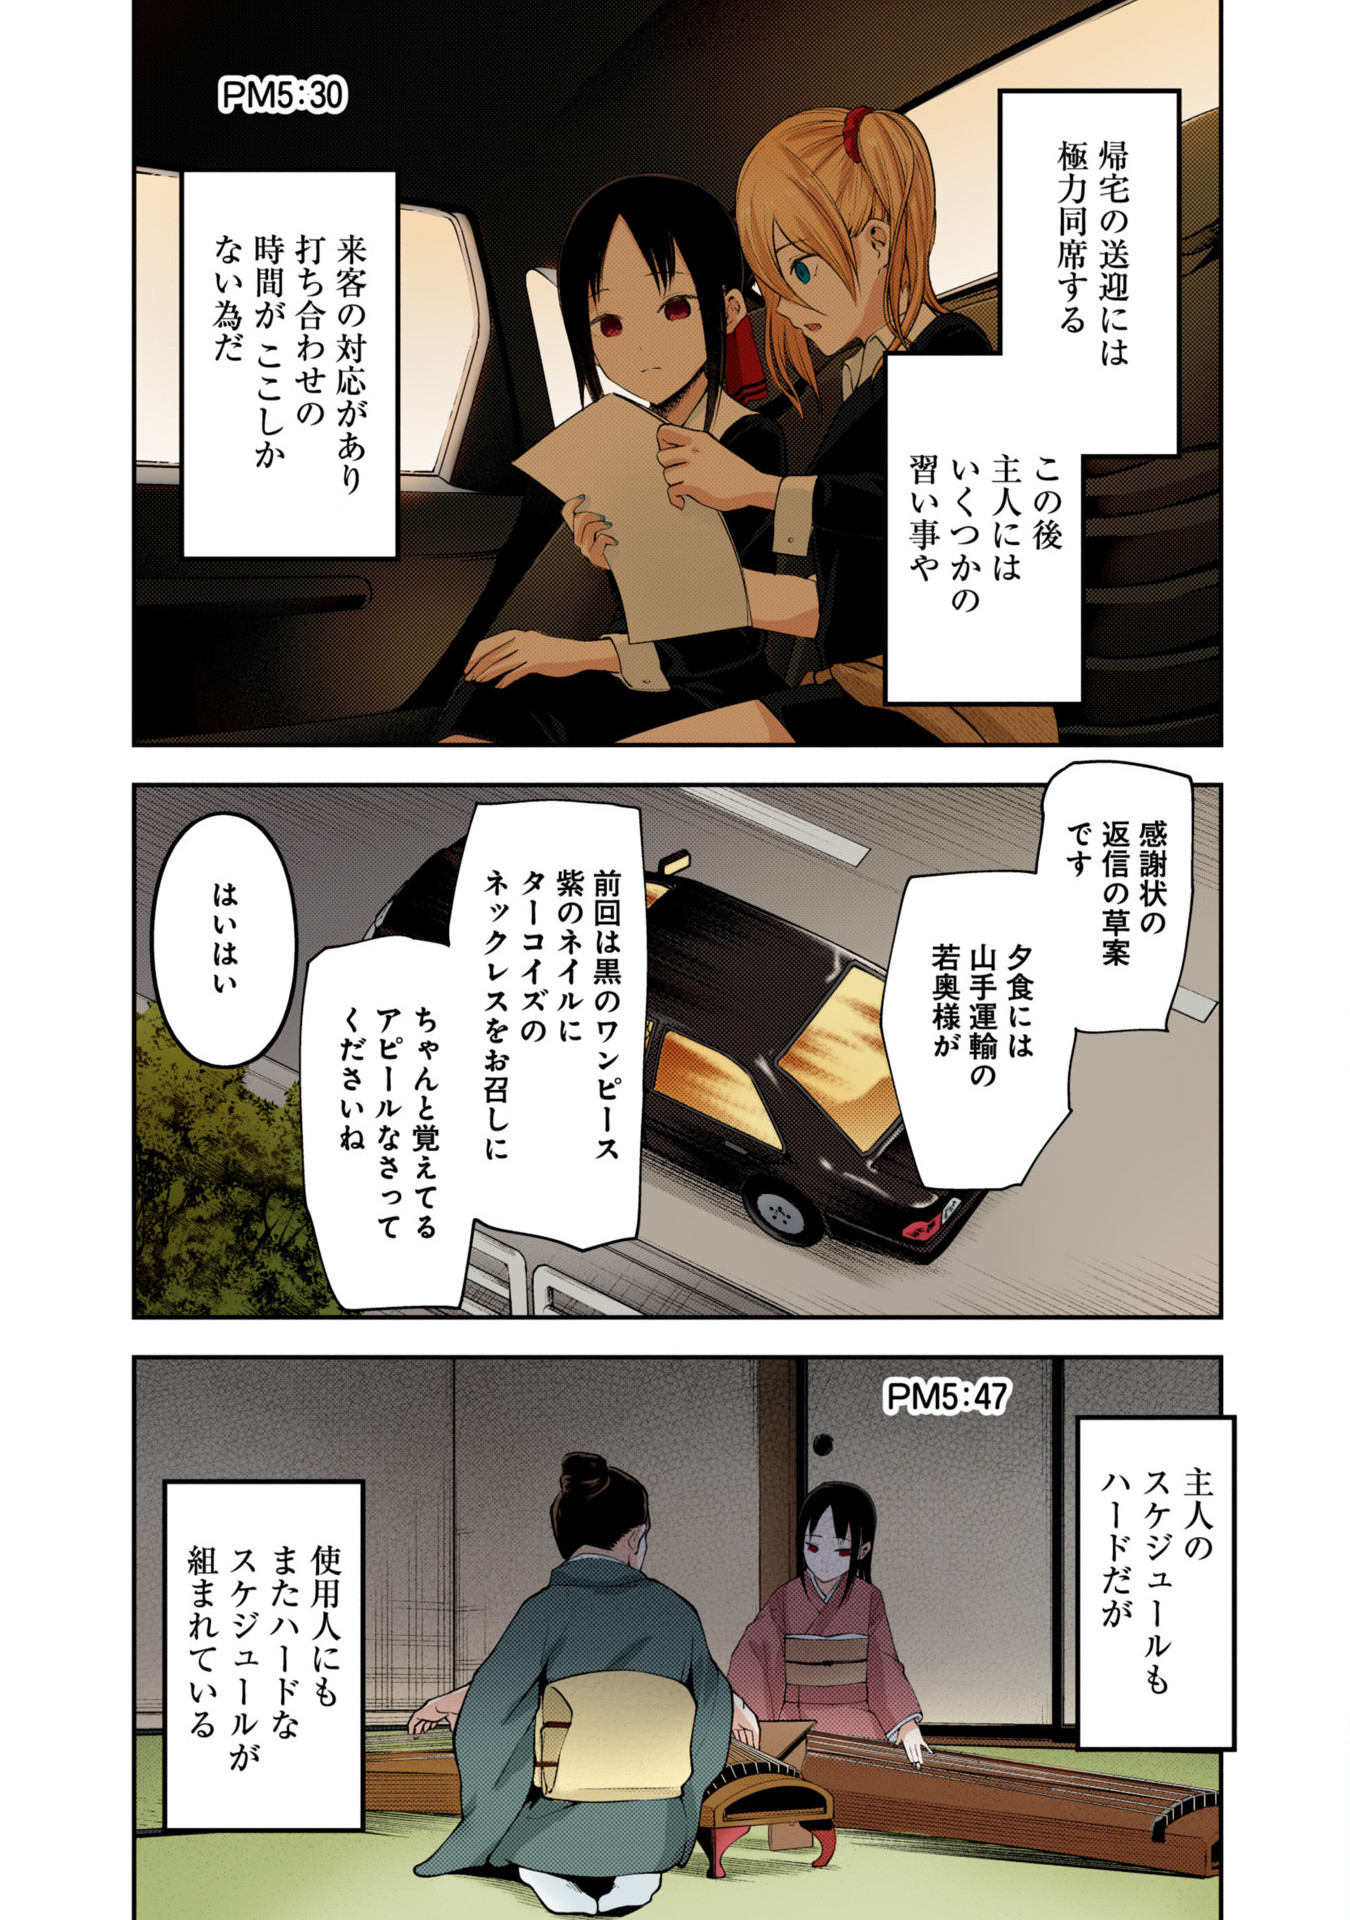 PM5:30
帰宅の送迎には
極力同席する
この後
主人には
いくつかの
習い事や
来客の対応があり
打ち合わせの
時間が ここしか
ない為だ
感謝状の
返信の草案
です
夕食には
山手運輸の
若奥様が
前回は黒のワンピース
紫のネイルに
ターコイズの
ネックレスをお召しに
ちゃんと覚えてる
アピールなさって
くださいね
はいはい
PM5:47
主人の
スケジュールも
ハードだが
使用人にも
またハードな
スケジュールが
組まれている